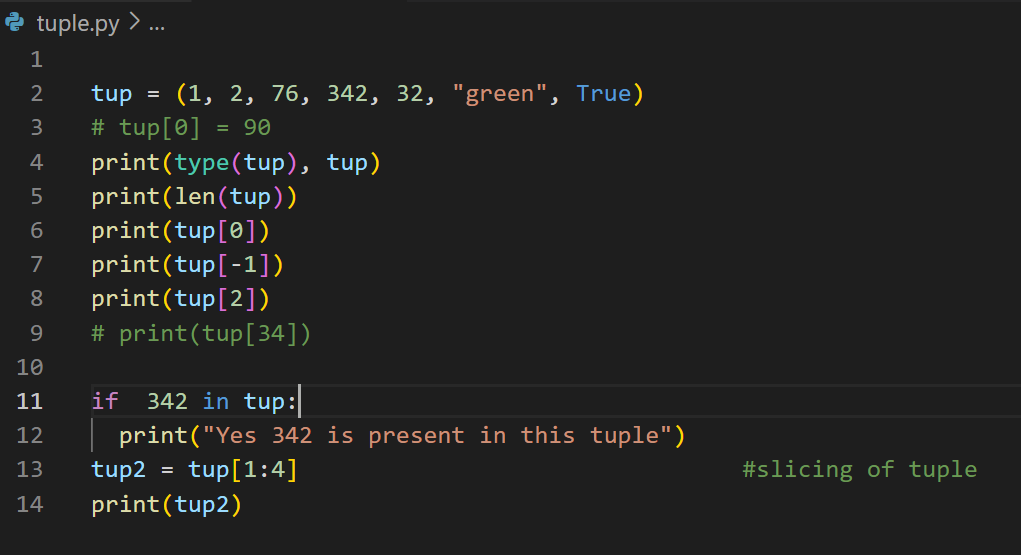 tuple.py > ...
1
2 tup = (1, 2, 76, 342, 32, "green", True)
3 # tup[0] = 90
4 print(type(tup), tup)
5 print(len(tup))
6 print(tup[0])
7 print(tup[-1])
8 print(tup[2])
9 # print(tup[34])
10
11 if  342 in tup:
12   print("Yes 342 is present in this tuple")
13 tup2 = tup[1:4]                                #slicing of tuple
14 print(tup2)